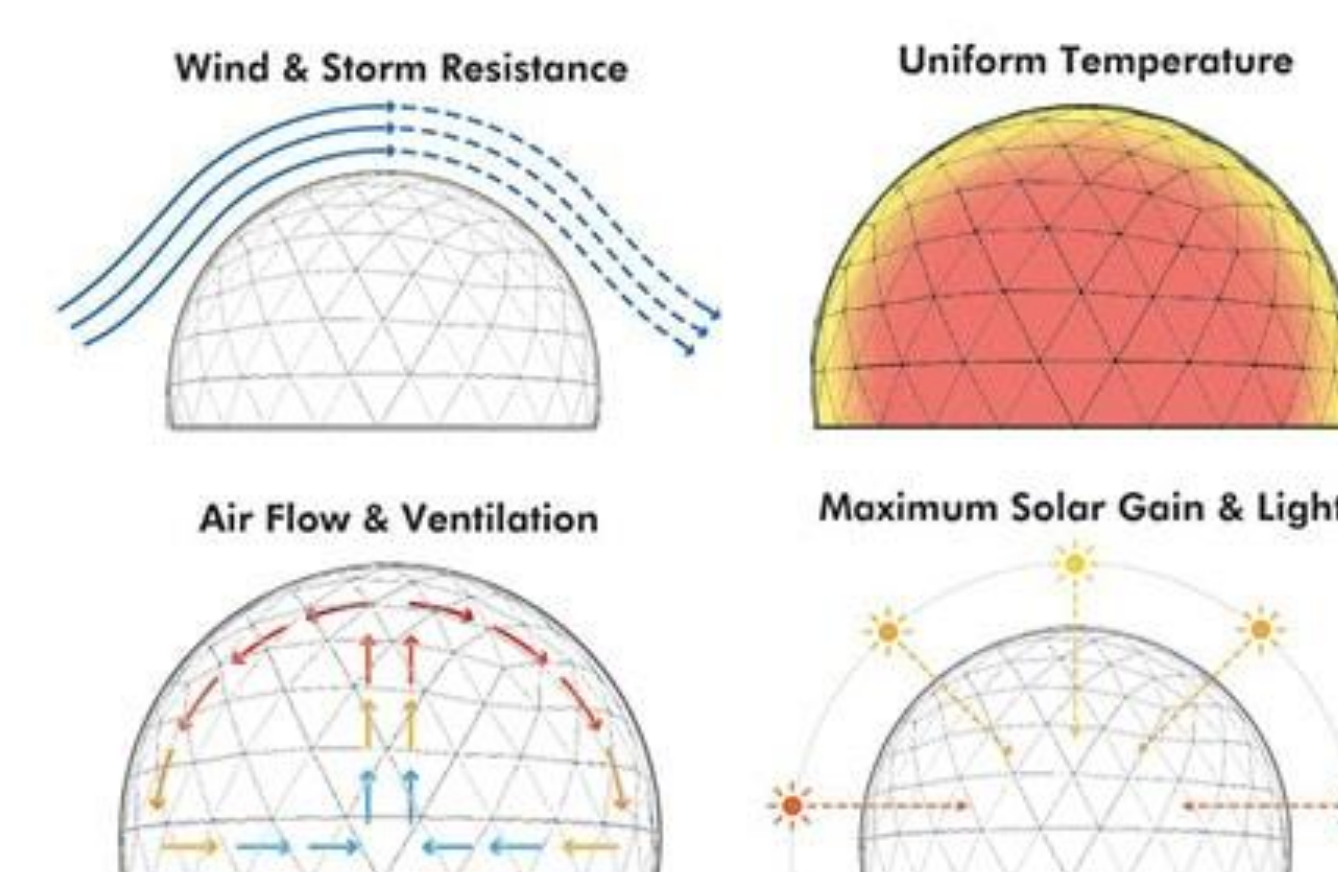 Wind & Storm Resistance
Uniform Temperature
Air Flow & Ventilation
Maximum Solar Gain & Light